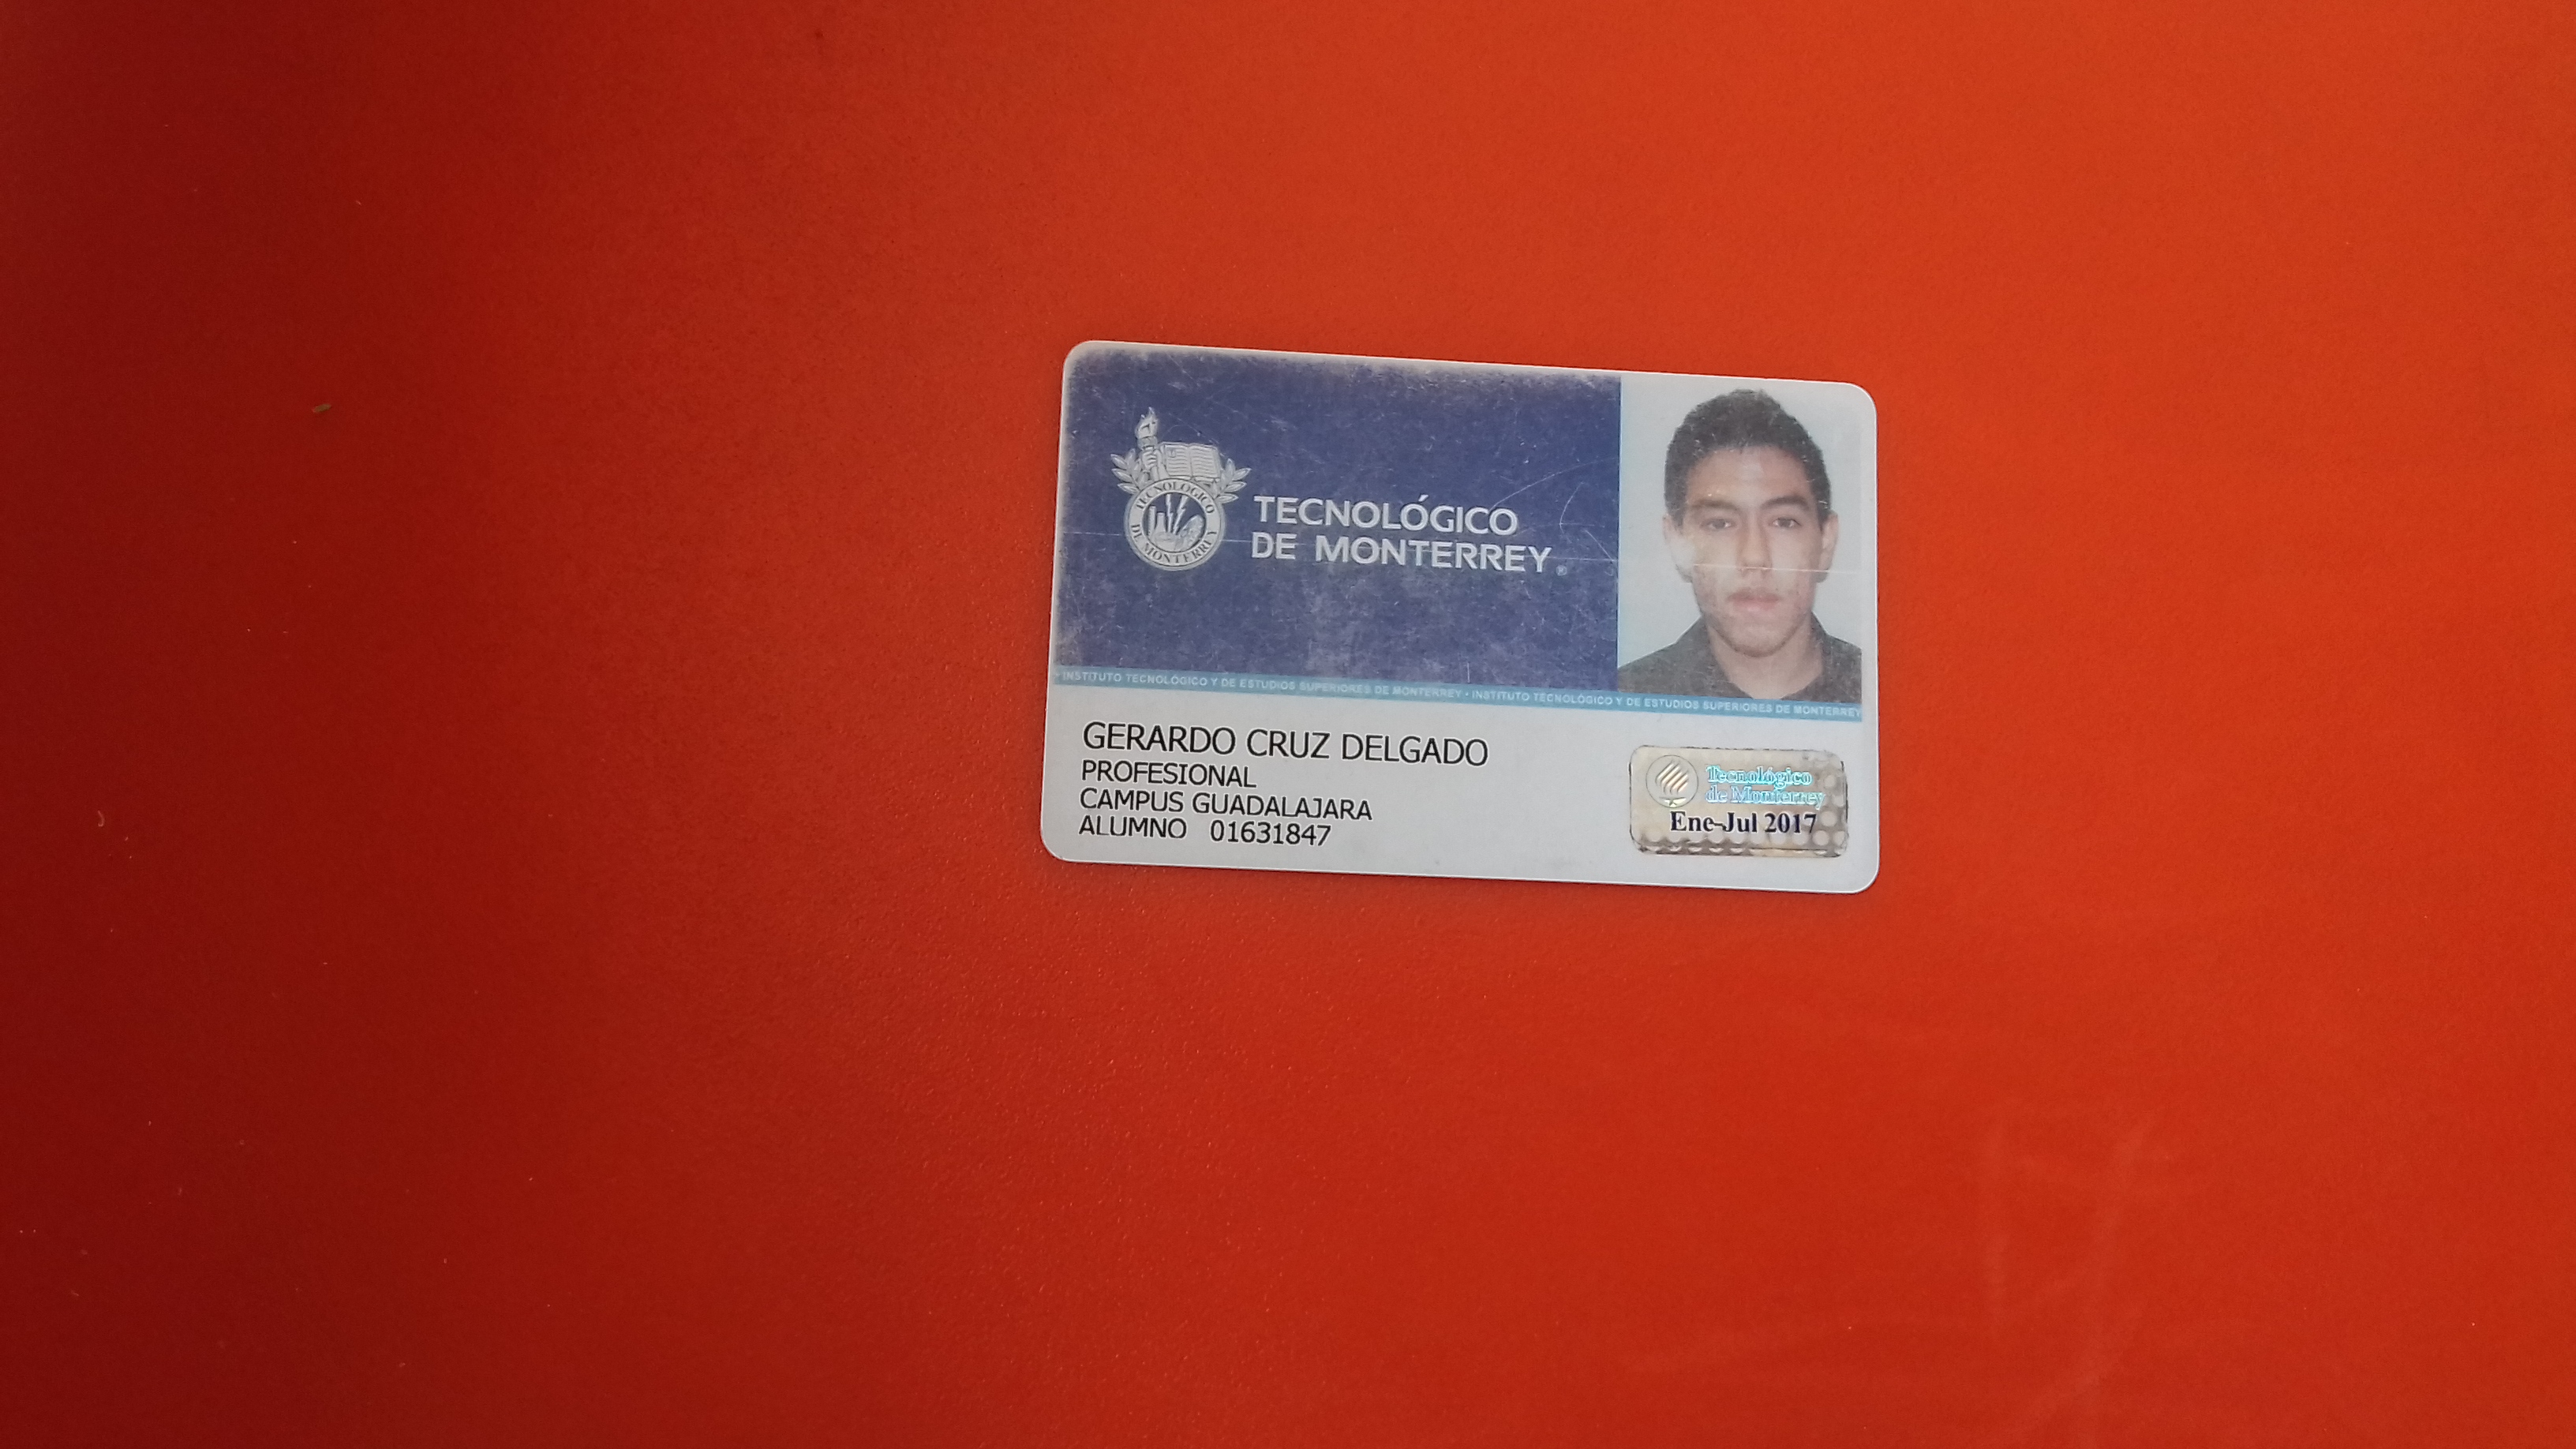 TECNOLÓGICO
DE MONTERREY
TECNOLÓGICO
DE MONTERREY®
• INSTITUTO TECNOLÓGICO Y DE ESTUDIOS SUPERIORES DE MONTERREY • INSTITUTO TECNOLÓGICO Y DE ESTUDIOS SUPERIORES DE MONTERREY
GERARDO CRUZ DELGADO
PROFESIONAL
CAMPUS GUADALAJARA
ALUMNO 01631847
Tecnológico
de Monterrey
Ene-Jul 2017